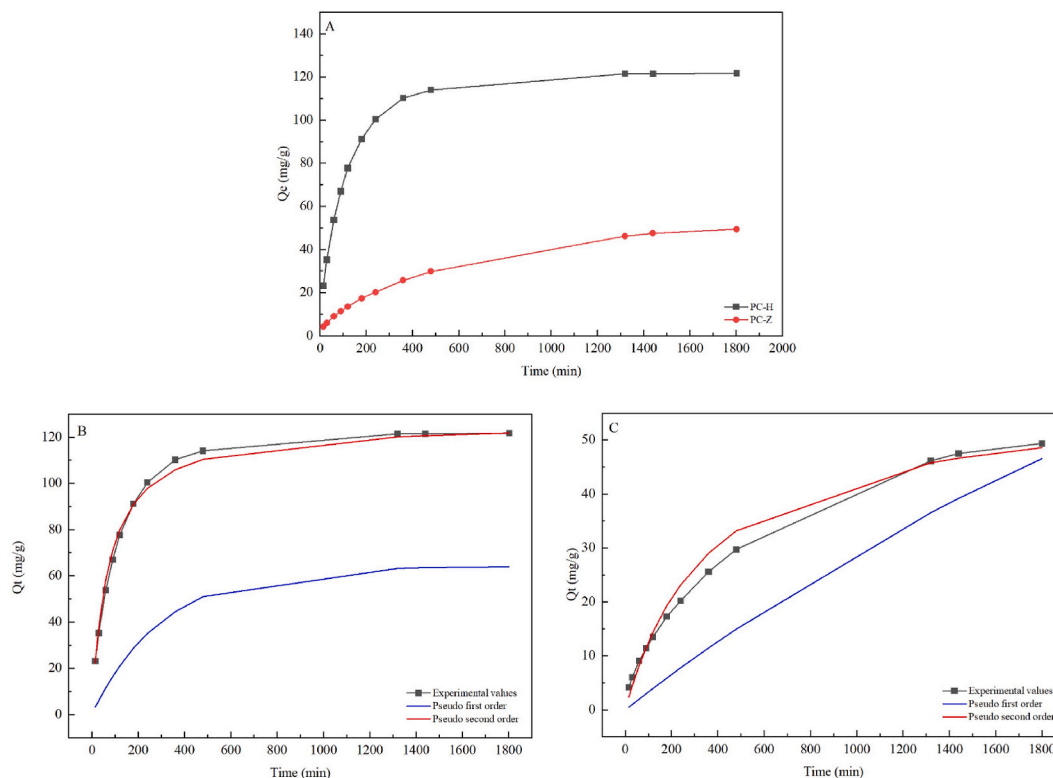 A
140
120
100
80
60
40
20
0
Qe (mg/g)
PC-H
PC-Z
0 200 400 600 800 1000 1200 1400 1600 1800 2000
Time (min)
B
120
100
80
60
40
20
0
Qt (mg/g)
Experimental values
Pseudo first order
Pseudo second order
0 200 400 600 800 1000 1200 1400 1600 1800
Time (min)
C
50
40
30
20
10
0
Qt (mg/g)
Experimental values
Pseudo first order
Pseudo second order
0 200 400 600 800 1000 1200 1400 1600 1800
Time (min)